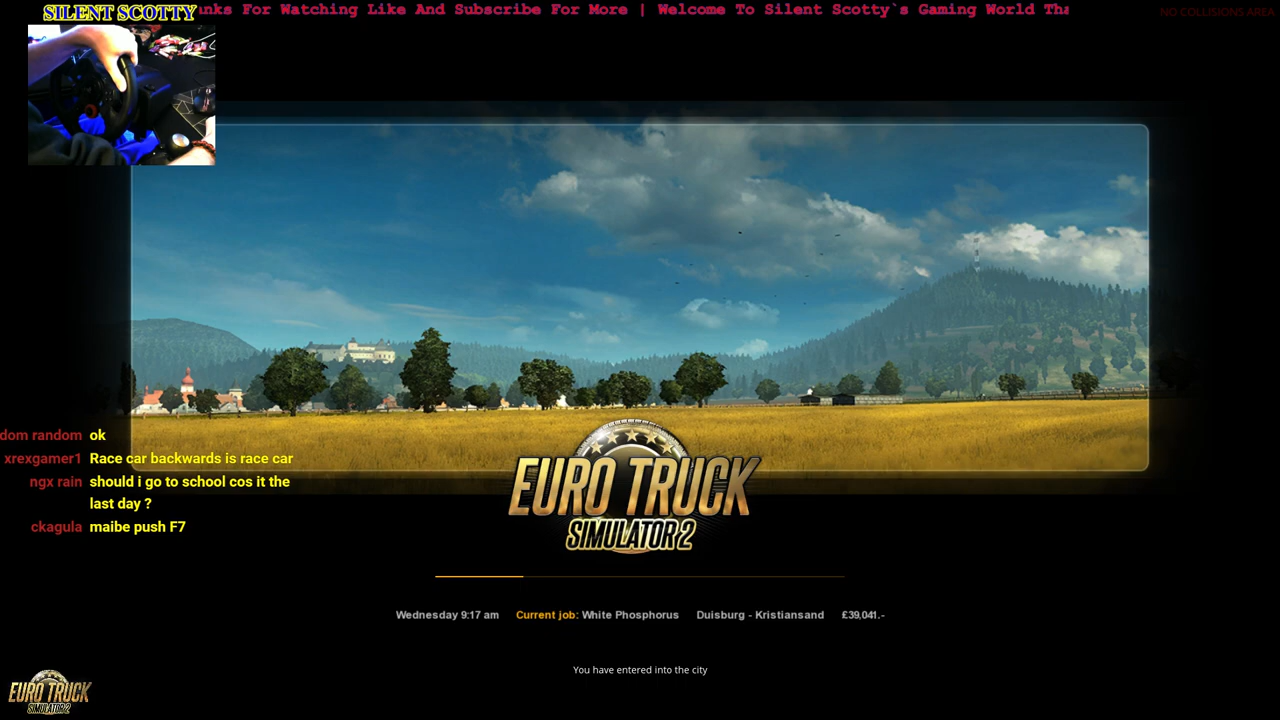 SILENT SCOTTY
anks For Watching Like And Subscribe For More | Welcome To Silent Scotty`s Gaming World Tha
NO COLLISIONS AREA
dom random ok
xrexgamer1 Race car backwards is race car
ngx rain should i go to school cos it the
last day ?
ckagula maibe push F7
EURO TRUCK
SIMULATOR 2
Wednesday 9:17 am Current job: White Phosphorus Duisburg - Kristiansand £39,041.-
You have entered into the city
EURO TRUCK
SIMULATOR 2